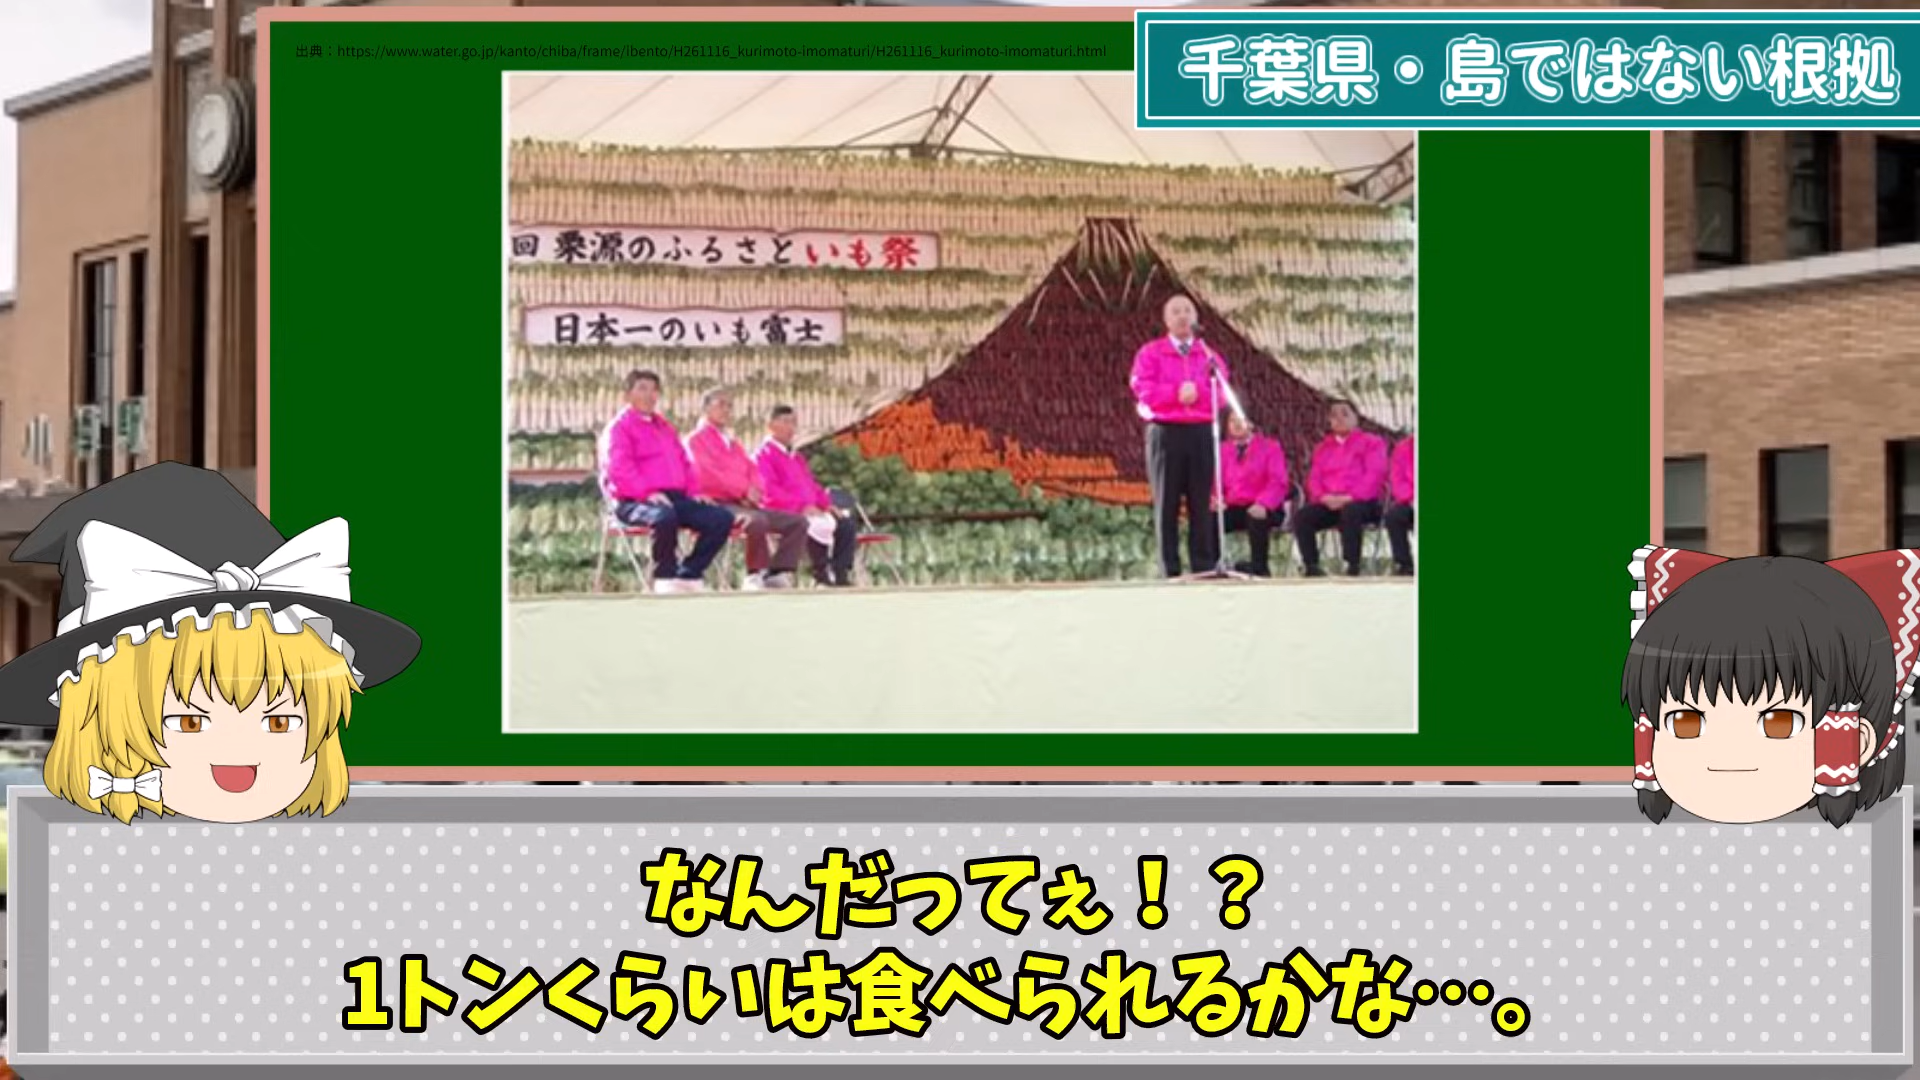 出典：https://www.water.go.jp/kanto/chiba/frame/ibento/H261116_kurimoto-imomaturi/H261116_kurimoto-imomaturi.html
千葉県・島ではない根拠
回 栗源のふるさといも祭
日本一のいも富士
なんだってぇ！？
1トンくらいは食べられるかな…。